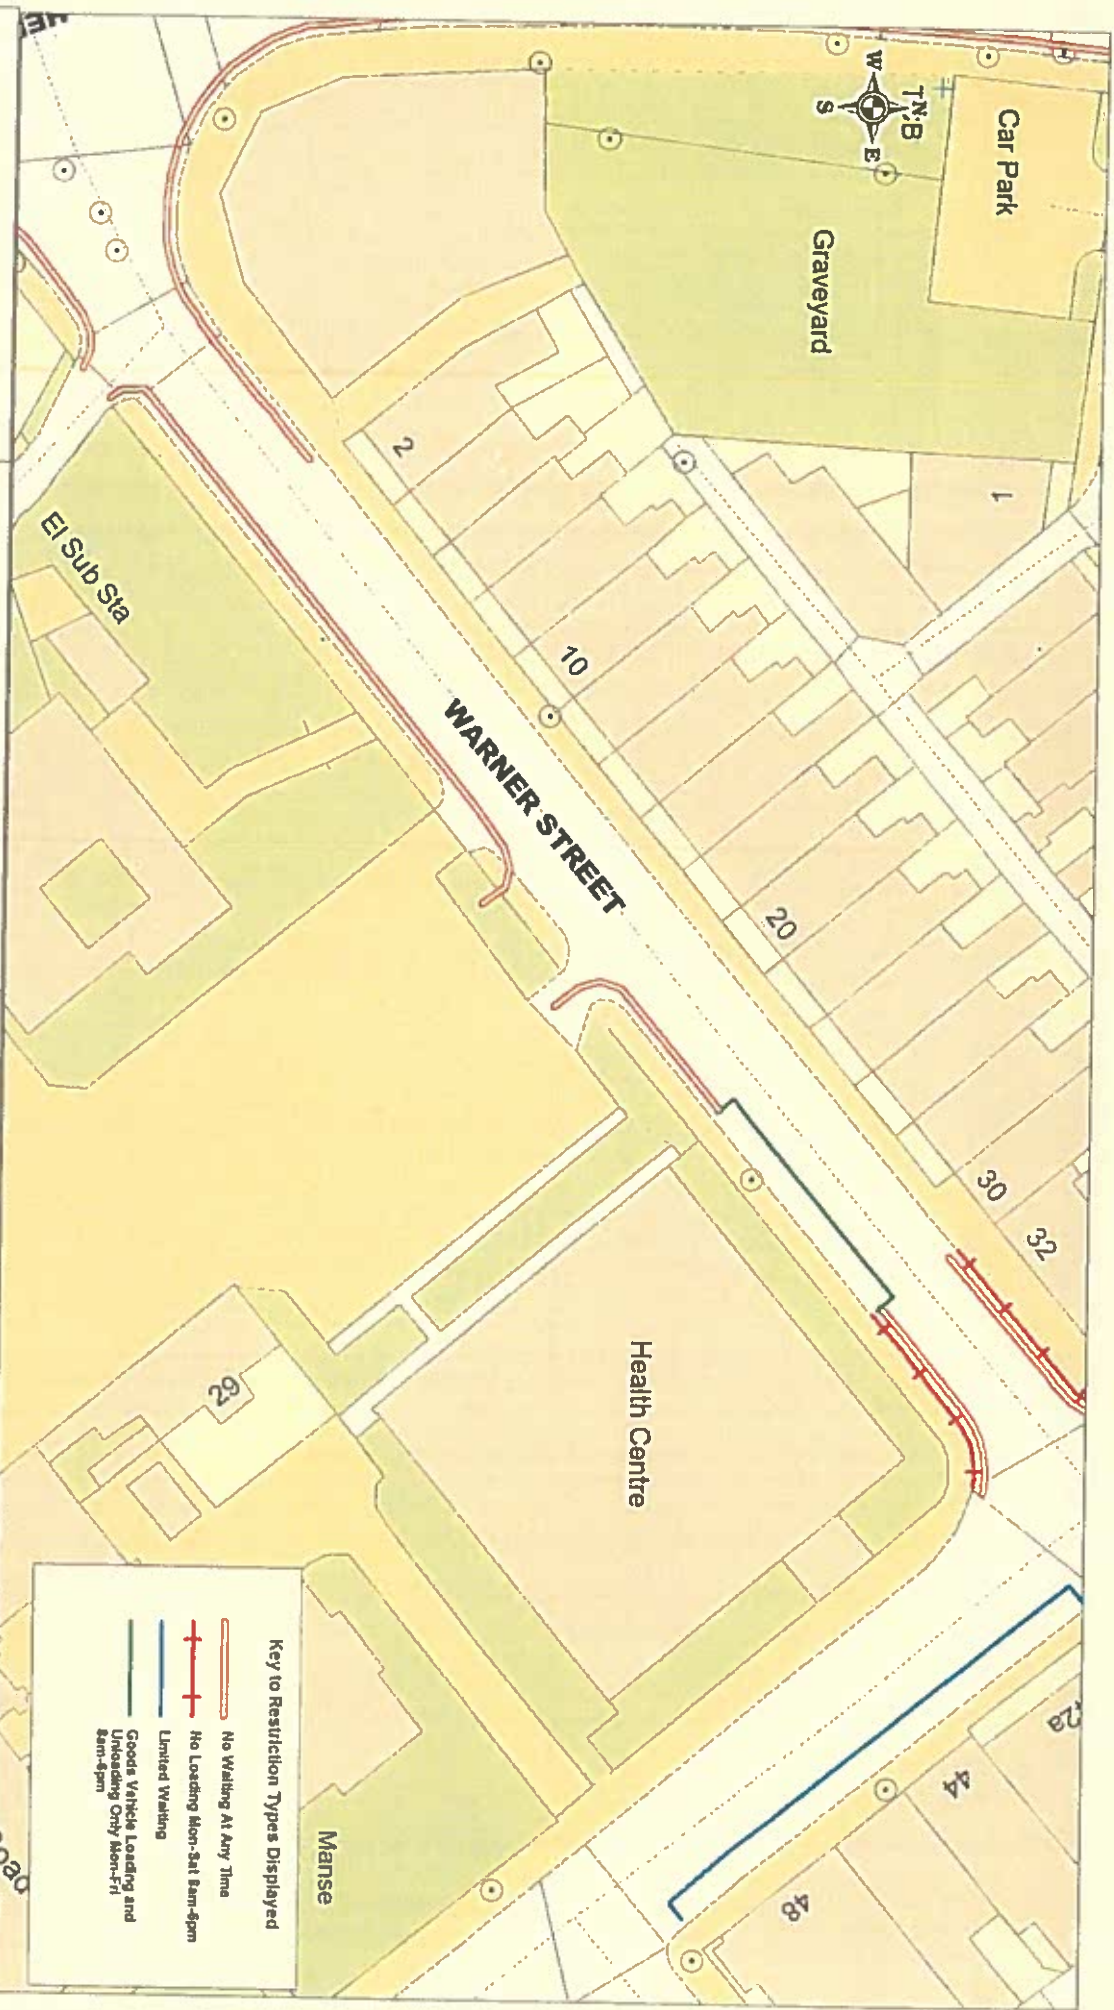 W
N
S
E
T
:B
Car Park
Graveyard
1
2
10
20
30
32
WARNER STREET
El Sub Sta
Health Centre
29
44
48
Manse
Key to Restriction Types Displayed
No Waiting At Any Time
No Loading Mon-Sat 8am-6pm
Limited Waiting
Goods Vehicle Loading and
Unloading Only Mon-Fri
8am-6pm